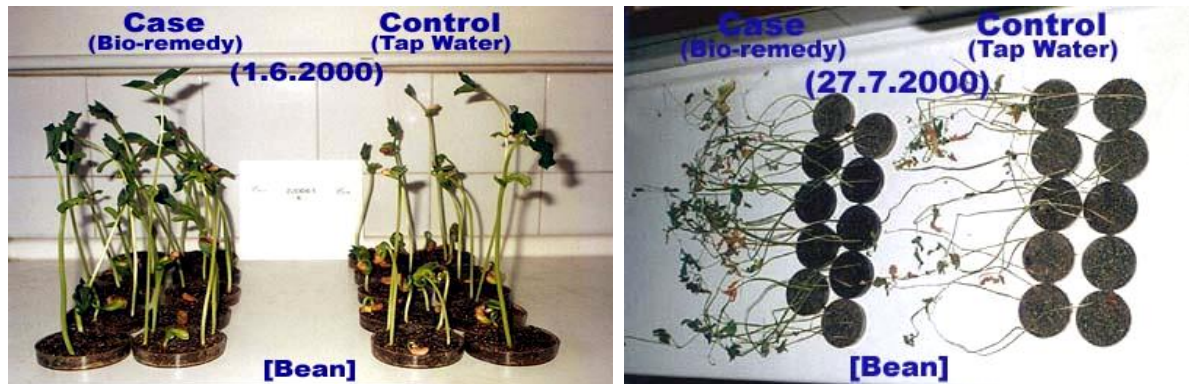 Case
(Bio-remedy)
Control
(Tap Water)
(1.6.2000)
[Bean]
Case
(Bio-remedy)
Control
(Tap Water)
(27.7.2000)
[Bean]